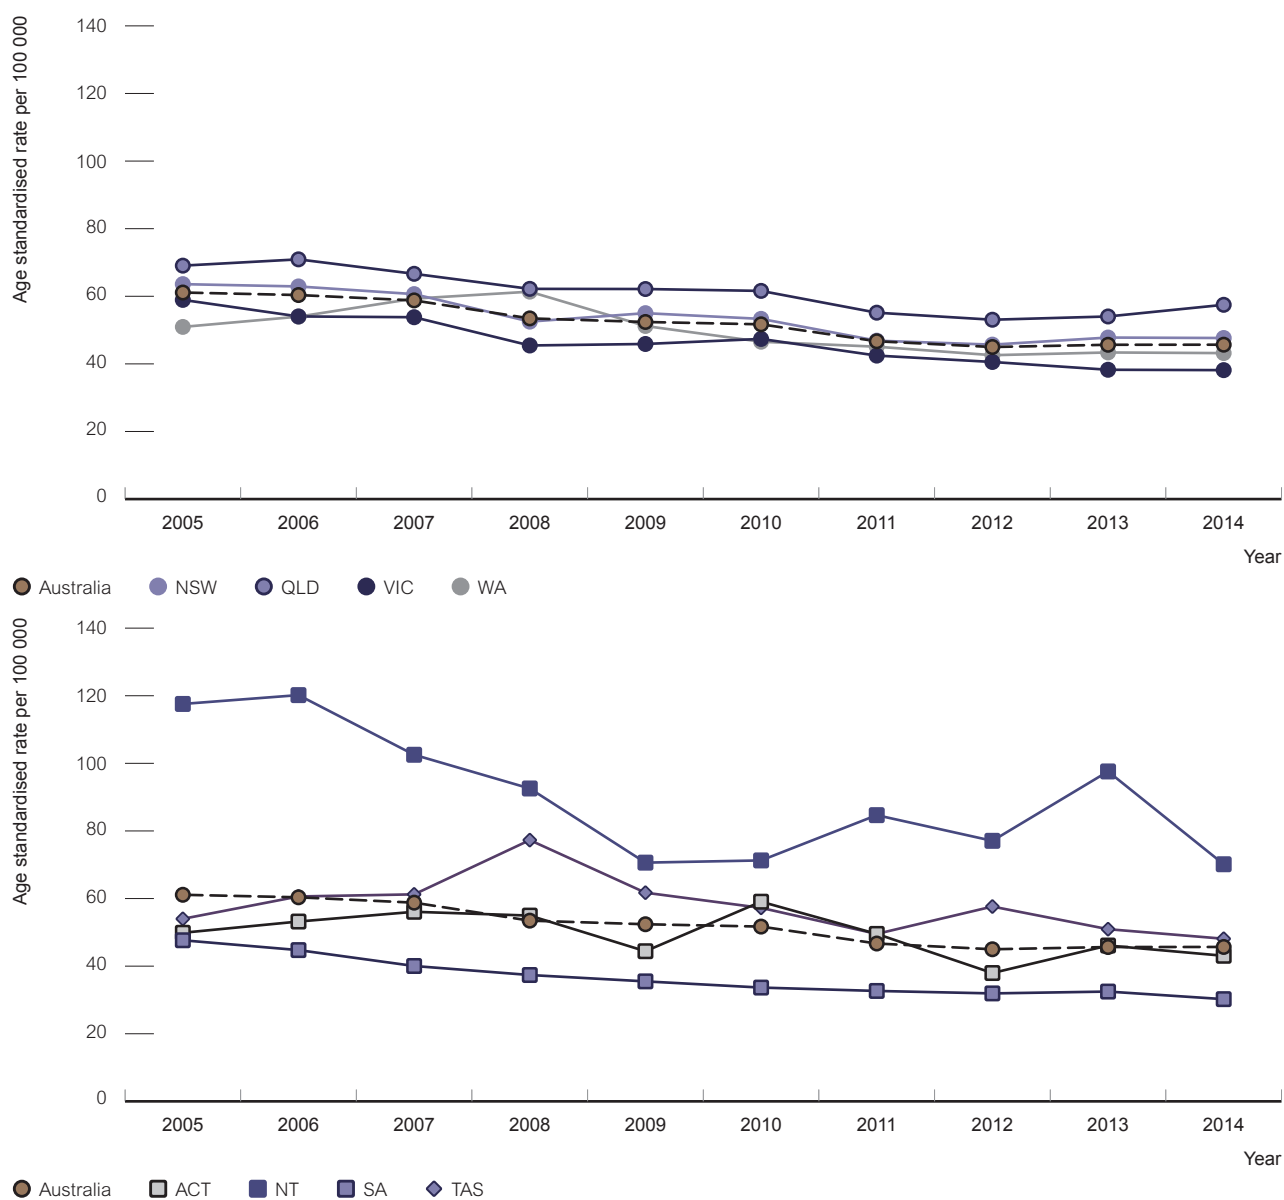 Age standardised rate per 100 000
140
120
100
80
60
40
20
0
2005 2006 2007 2008 2009 2010 2011 2012 2013 2014
Year
Australia NSW QLD VIC WA
Age standardised rate per 100 000
140
120
100
80
60
40
20
0
2005 2006 2007 2008 2009 2010 2011 2012 2013 2014
Year
Australia ACT NT SA TAS